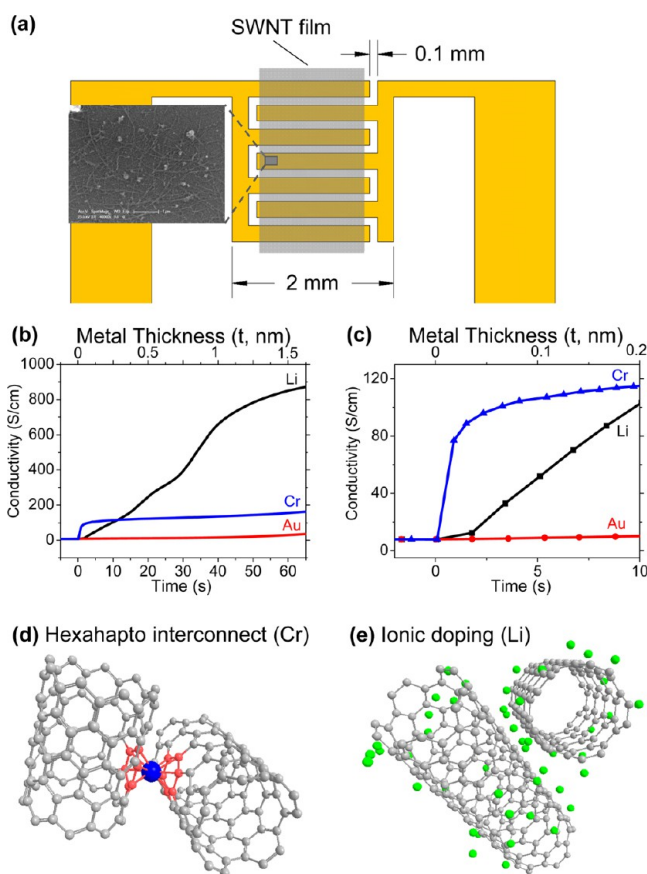 (a)
SWNT film
0.1 mm
2 mm
(b)
Metal Thickness (t, nm)
0 0.5 1 1.5
1000
800
600
400
200
0
Conductivity (S/cm)
Li
Cr
Au
0 10 20 30 40 50 60
Time (s)
(c)
Metal Thickness (t, nm)
0 0.1 0.2
120
80
40
0
Conductivity (S/cm)
Cr
Li
Au
0 5 10
Time (s)
(d) Hexahapto interconnect (Cr)
(e) Ionic doping (Li)